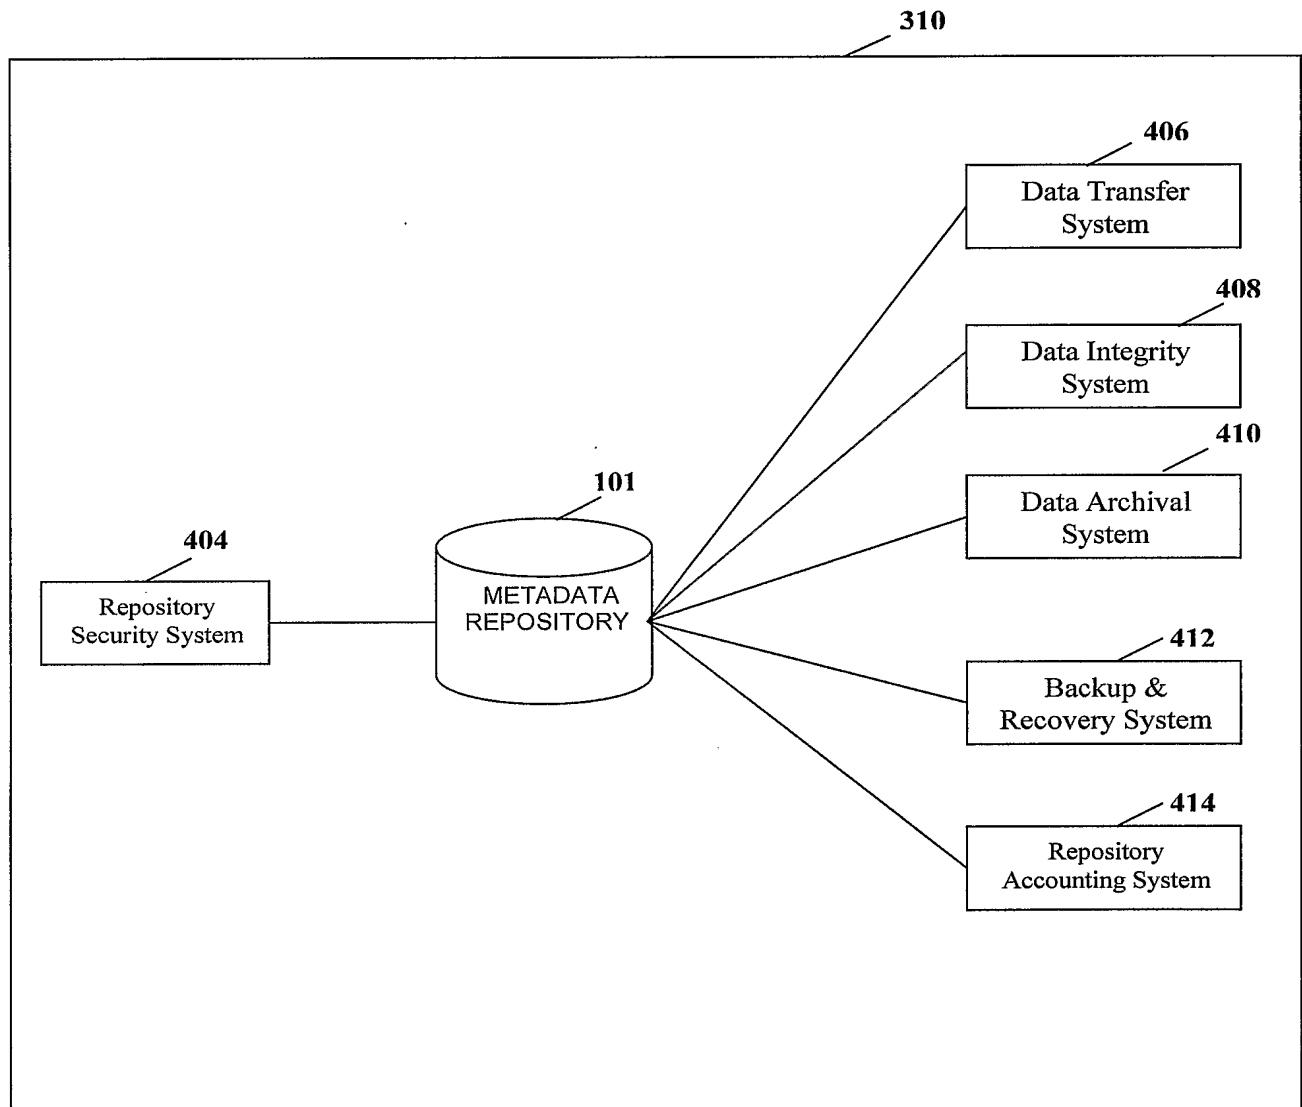 310
406
Data Transfer
System
408
Data Integrity
System
410
Data Archival
System
101
METADATA
REPOSITORY
404
Repository
Security System
412
Backup &
Recovery System
414
Repository
Accounting System